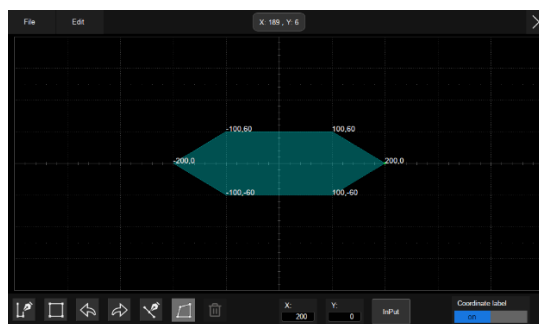 File Edit X: 189 , Y: 6
-100,60 100,60
-200,0 200,0
-100,-60 100,-60
X: Y: Coordinate label
200 0 InPut on